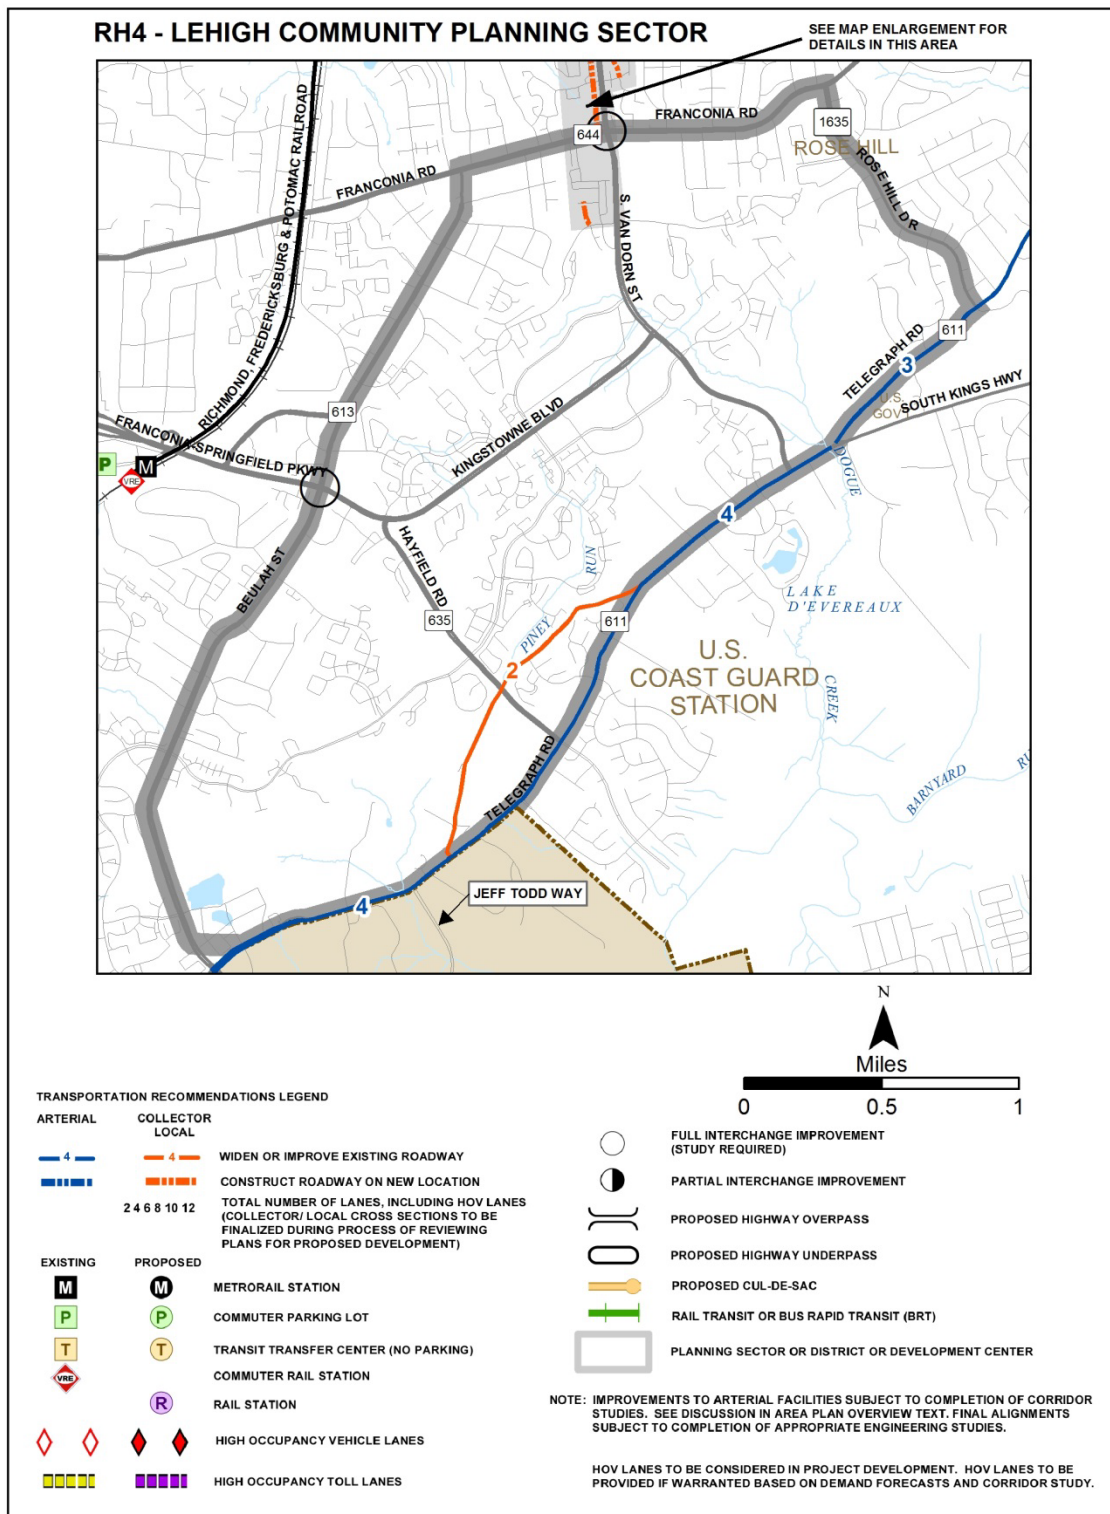 RH4 - LEHIGH COMMUNITY PLANNING SECTOR
SEE MAP ENLARGEMENT FOR
DETAILS IN THIS AREA
FRANCONIA RD
644
1635
ROSE HILL
ROSE HILL DR
FRANCONIA RD
RICHMOND, FREDERICKSBURG & POTOMAC RAILROAD
S. VAN DORN ST
611
TELEGRAPH RD
3
U.S.
GOV
SOUTH KINGS HWY
613
KINGSTOWNE BLVD
FRANCONIA-SPRINGFIELD PKWY
P
M
VRE
DOGUE
4
HAYFIELD RD
RUN
BEULAH ST
LAKE
D'EVEREAUX
635
PINEY
611
2
U.S.
COAST GUARD
STATION
CREEK
TELEGRAPH RD
BARNYARD
RU
JEFF TODD WAY
4
N
Miles
0 0.5 1
TRANSPORTATION RECOMMENDATIONS LEGEND
ARTERIAL
COLLECTOR
LOCAL
4 4 WIDEN OR IMPROVE EXISTING ROADWAY
CONSTRUCT ROADWAY ON NEW LOCATION
2 4 6 8 10 12 TOTAL NUMBER OF LANES, INCLUDING HOV LANES
(COLLECTOR/ LOCAL CROSS SECTIONS TO BE
FINALIZED DURING PROCESS OF REVIEWING
PLANS FOR PROPOSED DEVELOPMENT)
EXISTING PROPOSED
M M METRORAIL STATION
P P COMMUTER PARKING LOT
T T TRANSIT TRANSFER CENTER (NO PARKING)
VRE COMMUTER RAIL STATION
R RAIL STATION
HIGH OCCUPANCY VEHICLE LANES
HIGH OCCUPANCY TOLL LANES
FULL INTERCHANGE IMPROVEMENT
(STUDY REQUIRED)
PARTIAL INTERCHANGE IMPROVEMENT
PROPOSED HIGHWAY OVERPASS
PROPOSED HIGHWAY UNDERPASS
PROPOSED CUL-DE-SAC
RAIL TRANSIT OR BUS RAPID TRANSIT (BRT)
PLANNING SECTOR OR DISTRICT OR DEVELOPMENT CENTER
NOTE: IMPROVEMENTS TO ARTERIAL FACILITIES SUBJECT TO COMPLETION OF CORRIDOR
STUDIES. SEE DISCUSSION IN AREA PLAN OVERVIEW TEXT. FINAL ALIGNMENTS
SUBJECT TO COMPLETION OF APPROPRIATE ENGINEERING STUDIES.
HOV LANES TO BE CONSIDERED IN PROJECT DEVELOPMENT. HOV LANES TO BE
PROVIDED IF WARRANTED BASED ON DEMAND FORECASTS AND CORRIDOR STUDY.